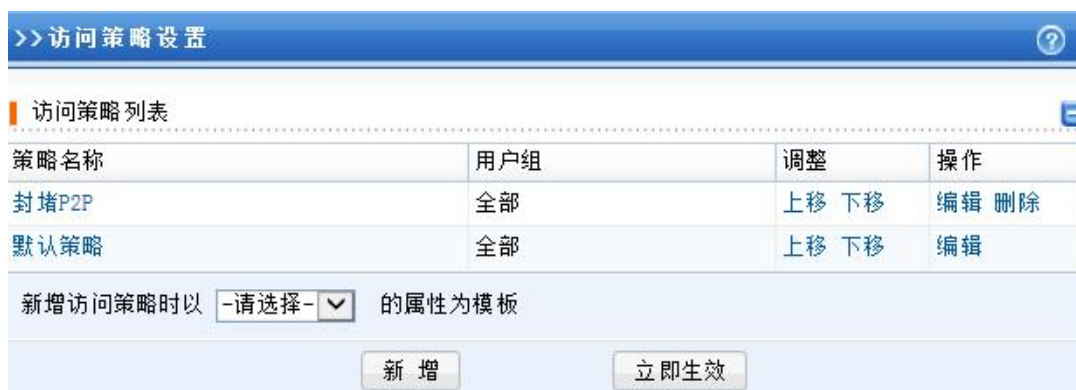 >>访问策略设置
访问策略列表
策略名称 用户组 调整 操作
封堵P2P 全部 上移 下移 编辑 删除
默认策略 全部 上移 下移 编辑
新增访问策略时以 -请选择- 的属性为模板
新 增 立即生效